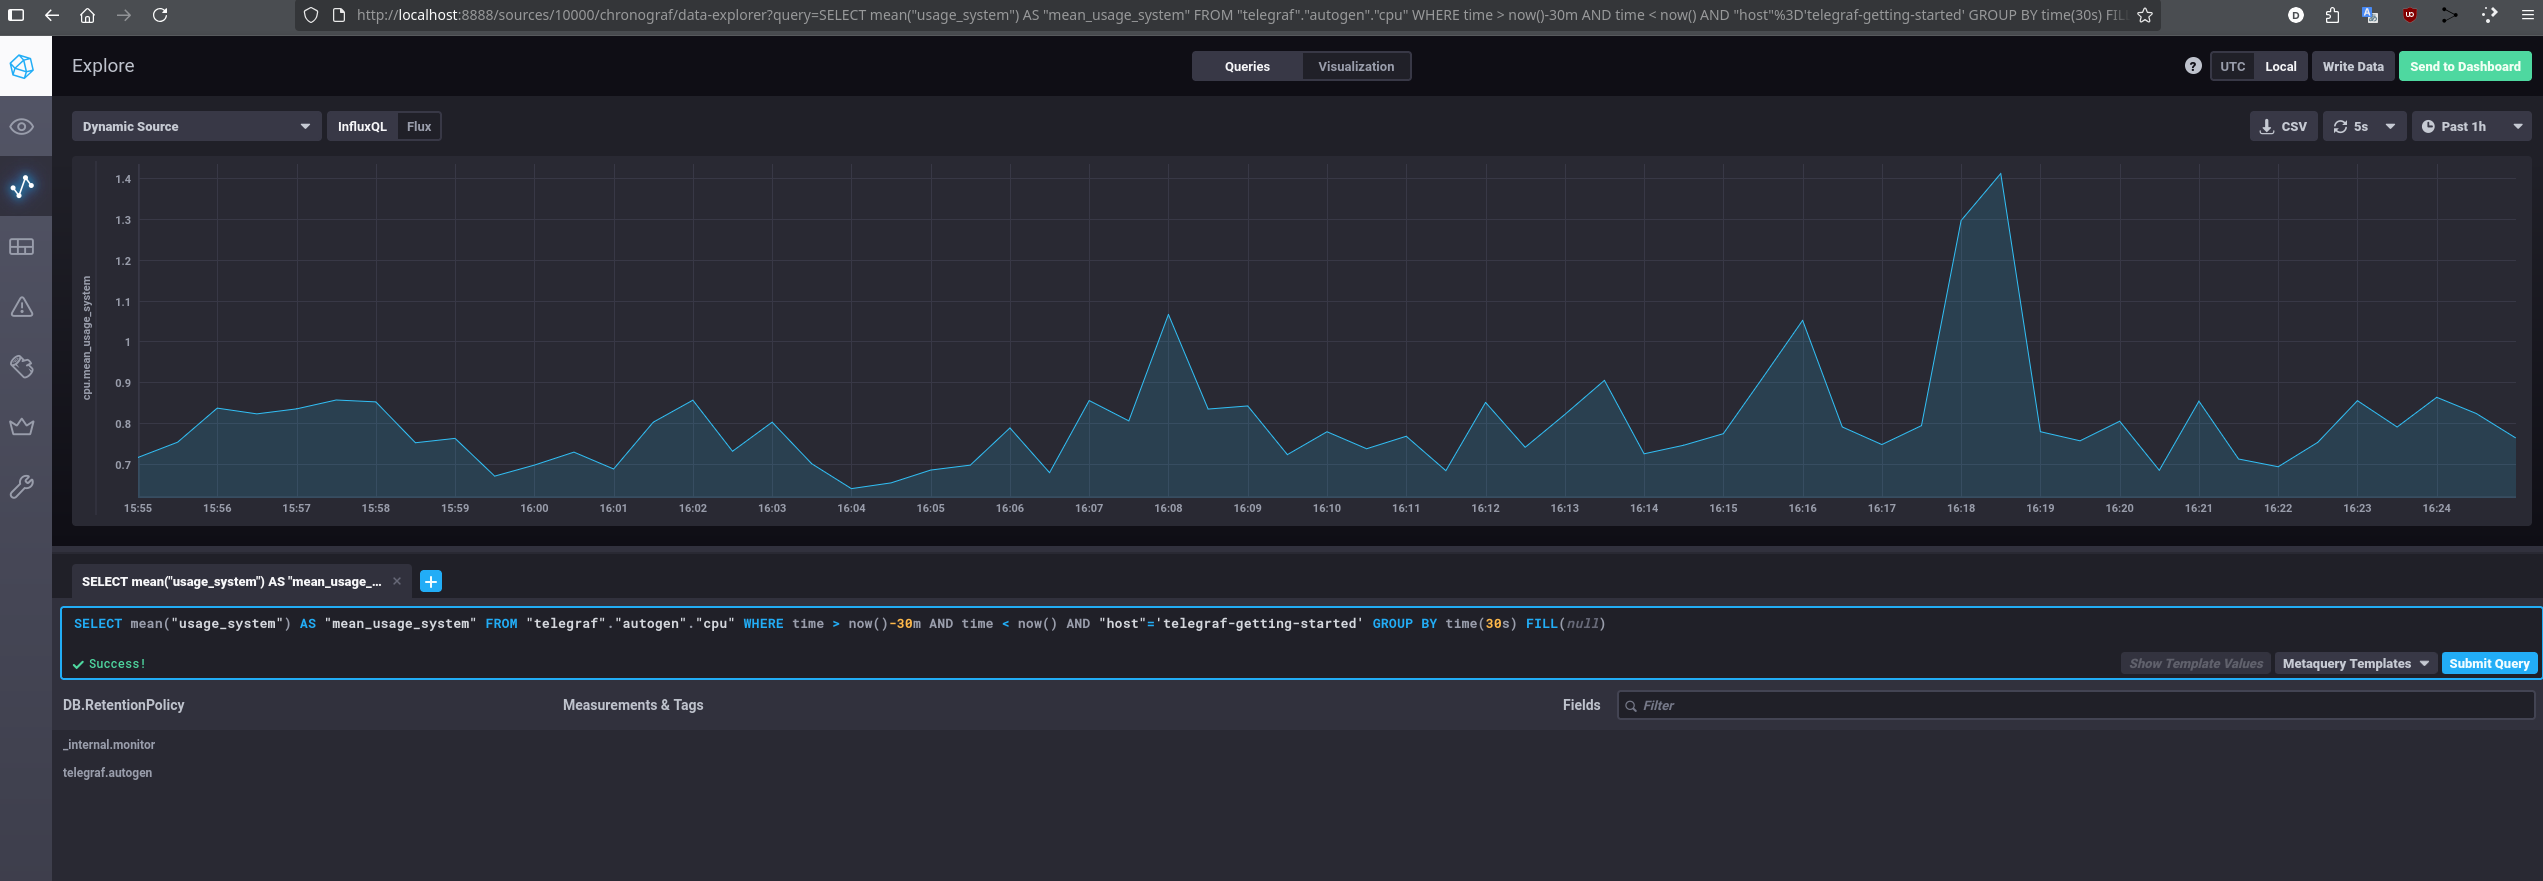 http://localhost:8888/sources/10000/chronograf/data-explorer?query=SELECT mean("usage_system") AS "mean_usage_system" FROM "telegraf"."autogen"."cpu" WHERE time > now()-30m AND time < now() AND "host"%3D'telegraf-getting-started' GROUP BY time(30s) FIL
Explore
Queries Visualization
? UTC Local Write Data Send to Dashboard
Dynamic Source InfluxQL Flux
CSV 5s Past 1h
1.4
1.3
1.2
1.1
1
0.9
0.8
0.7
cpu.mean_usage_system
15:55 15:56 15:57 15:58 15:59 16:00 16:01 16:02 16:03 16:04 16:05 16:06 16:07 16:08 16:09 16:10 16:11 16:12 16:13 16:14 16:15 16:16 16:17 16:18 16:19 16:20 16:21 16:22 16:23 16:24
SELECT mean("usage_system") AS "mean_usage_... × +
SELECT mean("usage_system") AS "mean_usage_system" FROM "telegraf"."autogen"."cpu" WHERE time > now()-30m AND time < now() AND "host"='telegraf-getting-started' GROUP BY time(30s) FILL(null)
Success!
Show Template Values Metaquery Templates Submit Query
DB.RetentionPolicy Measurements & Tags Fields Filter
_internal.monitor
telegraf.autogen